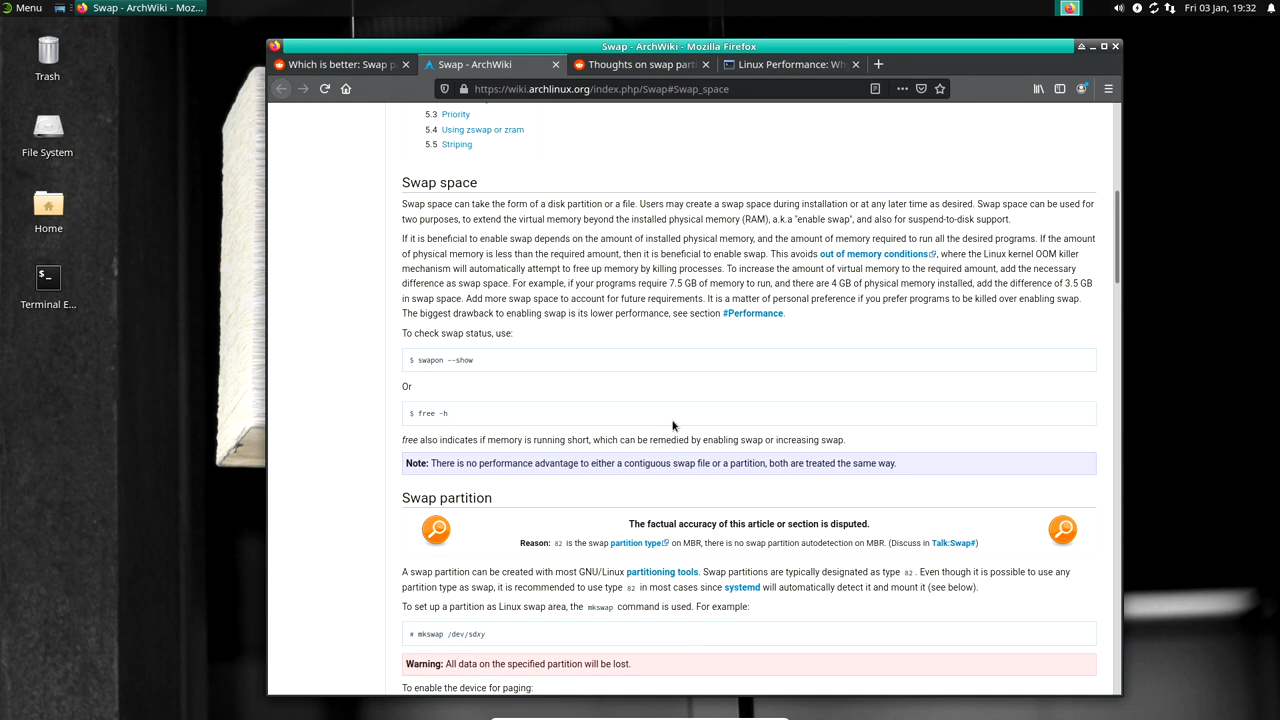 Menu
Swap - ArchWiki - Moz...
Fri 03 Jan, 19:32
Trash
File System
Home
Terminal E...
Swap - ArchWiki - Mozilla Firefox
Which is better: Swap p
Swap - ArchWiki
Thoughts on swap parti
Linux Performance: Wh
https://wiki.archlinux.org/index.php/Swap#Swap_space
5.3 Priority
5.4 Using zswap or zram
5.5 Striping
Swap space
Swap space can take the form of a disk partition or a file. Users may create a swap space during installation or at any later time as desired. Swap space can be used for
two purposes, to extend the virtual memory beyond the installed physical memory (RAM), a.k.a "enable swap", and also for suspend-to-disk support.
If it is beneficial to enable swap depends on the amount of installed physical memory, and the amount of memory required to run all the desired programs. If the amount
of physical memory is less than the required amount, then it is beneficial to enable swap. This avoids out of memory conditions, where the Linux kernel OOM killer
mechanism will automatically attempt to free up memory by killing processes. To increase the amount of virtual memory to the required amount, add the necessary
difference as swap space. For example, if your programs require 7.5 GB of memory to run, and there are 4 GB of physical memory installed, add the difference of 3.5 GB
in swap space. Add more swap space to account for future requirements. It is a matter of personal preference if you prefer programs to be killed over enabling swap.
The biggest drawback to enabling swap is its lower performance, see section #Performance.
To check swap status, use:
$ swapon --show
Or
$ free -h
free also indicates if memory is running short, which can be remedied by enabling swap or increasing swap.
Note: There is no performance advantage to either a contiguous swap file or a partition, both are treated the same way.
Swap partition
The factual accuracy of this article or section is disputed.
Reason: 82 is the swap partition type on MBR, there is no swap partition autodetection on MBR. (Discuss in Talk:Swap#)
A swap partition can be created with most GNU/Linux partitioning tools. Swap partitions are typically designated as type 82. Even though it is possible to use any
partition type as swap, it is recommended to use type 82 in most cases since systemd will automatically detect it and mount it (see below).
To set up a partition as Linux swap area, the mkswap command is used. For example:
# mkswap /dev/sdxy
Warning: All data on the specified partition will be lost.
To enable the device for paging: